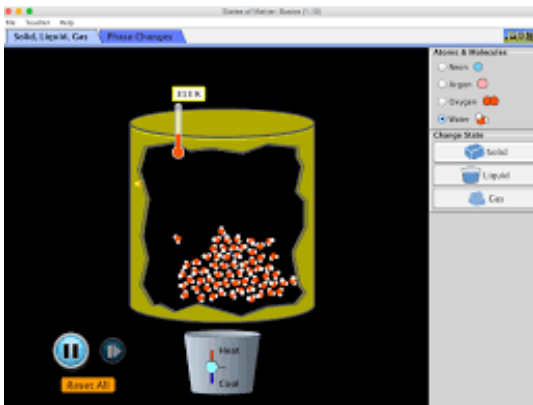 States of Matter: Basics (1.10)
File Teacher Help
Solid, Liquid, Gas
Phase Changes
Atoms & Molecules
Neon
Argon
Oxygen
Water
Change State
Solid
Liquid
Gas
Heat
Cool
Reset All